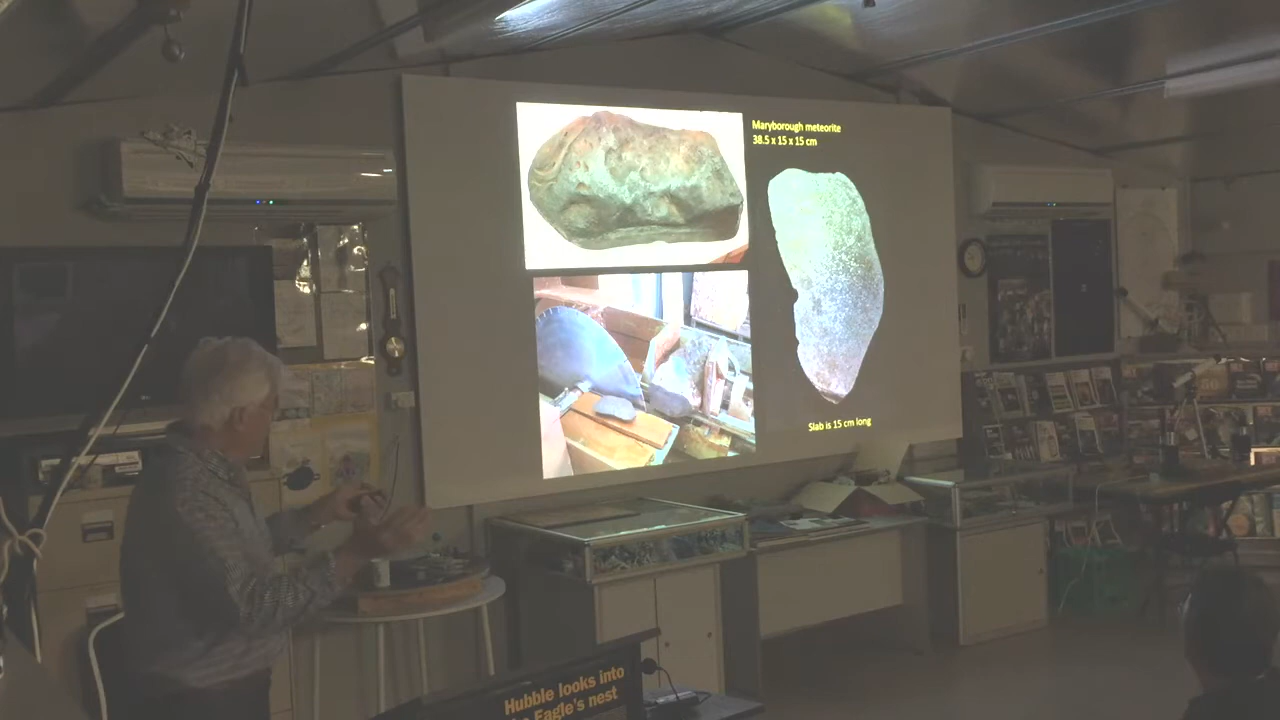 Maryborough meteorite
38.5 x 15 x 15 cm
Slab is 15 cm long
Hubble looks into
Eagle's nest